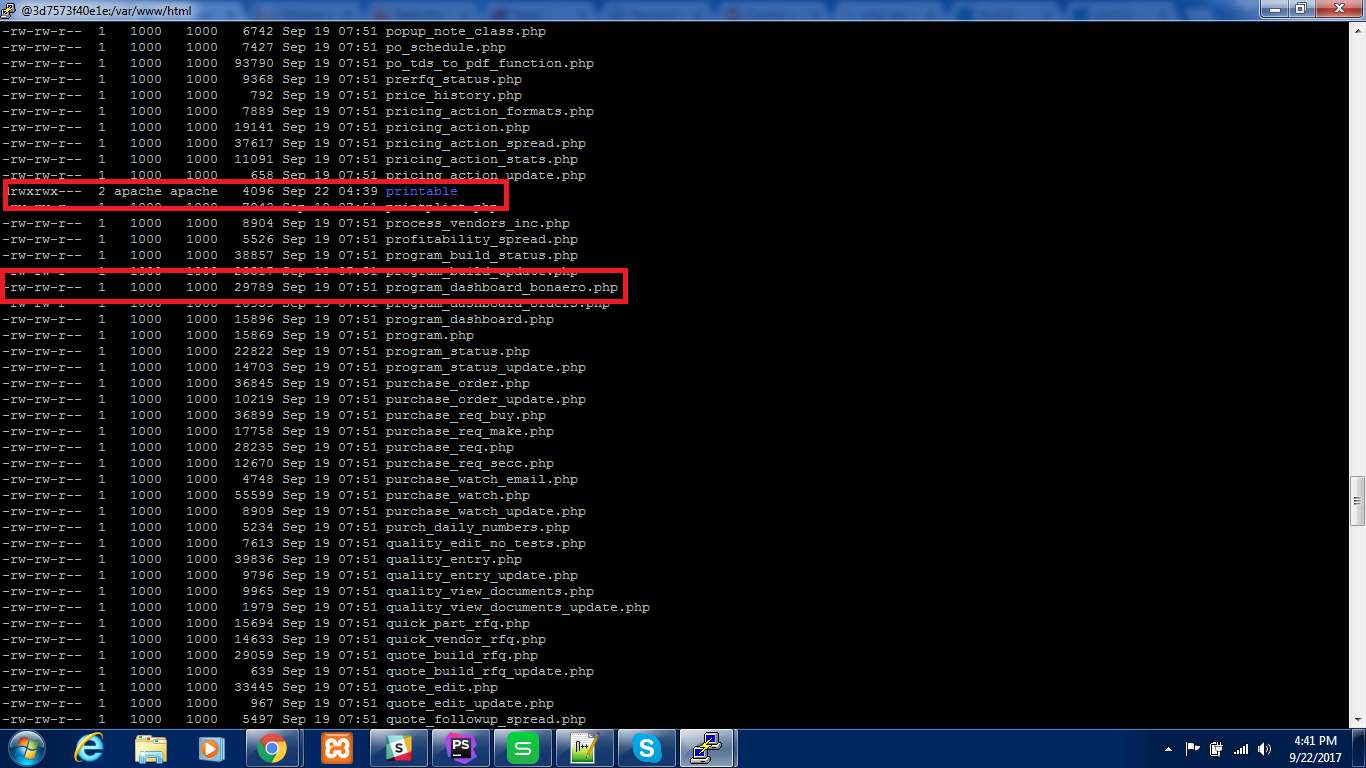 @3d7573f40e1e:/var/www/html
-rw-rw-r-- 1 1000 1000 6742 Sep 19 07:51 popup_note_class.php
-rw-rw-r-- 1 1000 1000 7427 Sep 19 07:51 po_schedule.php
-rw-rw-r-- 1 1000 1000 93790 Sep 19 07:51 po_tds_to_pdf_function.php
-rw-rw-r-- 1 1000 1000 9368 Sep 19 07:51 prerfq_status.php
-rw-rw-r-- 1 1000 1000 792 Sep 19 07:51 price_history.php
-rw-rw-r-- 1 1000 1000 7889 Sep 19 07:51 pricing_action_formats.php
-rw-rw-r-- 1 1000 1000 19141 Sep 19 07:51 pricing_action.php
-rw-rw-r-- 1 1000 1000 37617 Sep 19 07:51 pricing_action_spread.php
-rw-rw-r-- 1 1000 1000 11091 Sep 19 07:51 pricing_action_stats.php
-rw-rw-r-- 1 1000 1000 658 Sep 19 07:51 pricing_action_update.php
drwxrwx--- 2 apache apache 4096 Sep 22 04:39 printable
-rw-rw-r-- 1 1000 1000 Sep 19 07:51 printplist.php
-rw-rw-r-- 1 1000 1000 8904 Sep 19 07:51 process_vendors_inc.php
-rw-rw-r-- 1 1000 1000 5526 Sep 19 07:51 profitability_spread.php
-rw-rw-r-- 1 1000 1000 38857 Sep 19 07:51 program_build_status.php
-rw-rw-r-- 1 1000 1000 Sep 19 07:51 program_build_update.php
-rw-rw-r-- 1 1000 1000 29789 Sep 19 07:51 program_dashboard_bonaero.php
-rw-rw-r-- 1 1000 1000 Sep 19 07:51 program_dashboard_orders.php
-rw-rw-r-- 1 1000 1000 15896 Sep 19 07:51 program_dashboard.php
-rw-rw-r-- 1 1000 1000 15869 Sep 19 07:51 program.php
-rw-rw-r-- 1 1000 1000 22822 Sep 19 07:51 program_status.php
-rw-rw-r-- 1 1000 1000 14703 Sep 19 07:51 program_status_update.php
-rw-rw-r-- 1 1000 1000 36845 Sep 19 07:51 purchase_order.php
-rw-rw-r-- 1 1000 1000 10219 Sep 19 07:51 purchase_order_update.php
-rw-rw-r-- 1 1000 1000 36899 Sep 19 07:51 purchase_req_buy.php
-rw-rw-r-- 1 1000 1000 17758 Sep 19 07:51 purchase_req_make.php
-rw-rw-r-- 1 1000 1000 28235 Sep 19 07:51 purchase_req.php
-rw-rw-r-- 1 1000 1000 12670 Sep 19 07:51 purchase_req_secc.php
-rw-rw-r-- 1 1000 1000 4748 Sep 19 07:51 purchase_watch_email.php
-rw-rw-r-- 1 1000 1000 55599 Sep 19 07:51 purchase_watch.php
-rw-rw-r-- 1 1000 1000 8909 Sep 19 07:51 purchase_watch_update.php
-rw-rw-r-- 1 1000 1000 5234 Sep 19 07:51 purch_daily_numbers.php
-rw-rw-r-- 1 1000 1000 7613 Sep 19 07:51 quality_edit_no_tests.php
-rw-rw-r-- 1 1000 1000 39836 Sep 19 07:51 quality_entry.php
-rw-rw-r-- 1 1000 1000 9796 Sep 19 07:51 quality_entry_update.php
-rw-rw-r-- 1 1000 1000 9965 Sep 19 07:51 quality_view_documents.php
-rw-rw-r-- 1 1000 1000 1979 Sep 19 07:51 quality_view_documents_update.php
-rw-rw-r-- 1 1000 1000 15694 Sep 19 07:51 quick_part_rfq.php
-rw-rw-r-- 1 1000 1000 14633 Sep 19 07:51 quick_vendor_rfq.php
-rw-rw-r-- 1 1000 1000 29059 Sep 19 07:51 quote_build_rfq.php
-rw-rw-r-- 1 1000 1000 639 Sep 19 07:51 quote_build_rfq_update.php
-rw-rw-r-- 1 1000 1000 33445 Sep 19 07:51 quote_edit.php
-rw-rw-r-- 1 1000 1000 967 Sep 19 07:51 quote_edit_update.php
-rw-rw-r-- 1 1000 1000 5497 Sep 19 07:51 quote_followup_spread.php
4:41 PM
9/22/2017